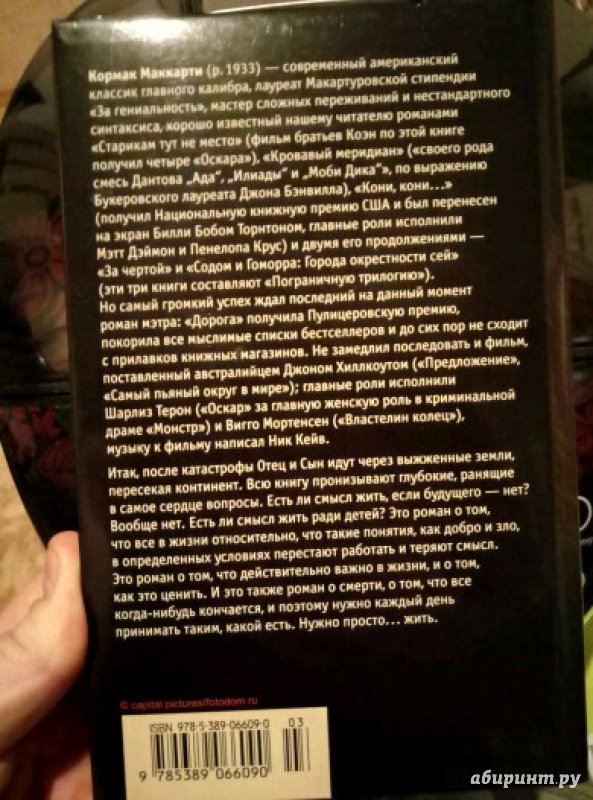 Кормак Маккарти (р. 1933) — современный американский
классик главного калибра, лауреат Макартуровской стипендии
«За гениальность», мастер сложных переживаний и нестандартного
синтаксиса, хорошо известный нашему читателю романами
«Старикам тут не место» (фильм братьев Коэн по этой книге
получил четыре «Оскара»), «Кровавый меридиан» («своего рода
смесь Дантова „Ада“, „Илиады“ и „Моби Дика“», по выражению
Букеровского лауреата Джона Бэнвилла), «Кони, кони...»
(получил Национальную книжную премию США и был перенесен
на экран Билли Бобом Торнтоном, главные роли исполнили
Мэтт Дэймон и Пенелопа Крус) и двумя его продолжениями —
«За чертой» и «Содом и Гоморра: Города окрестности сей»
(эти три книги составляют «Пограничную трилогию»).
Но самый громкий успех ждал последний на данный момент
роман мэтра: «Дорога» получила Пулицеровскую премию,
покорила все мыслимые списки бестселлеров и до сих пор не сходит
с прилавков книжных магазинов. Не замедлил последовать и фильм,
поставленный австралийцем Джоном Хиллкоутом («Предложение»,
«Самый пьяный округ в мире»); главные роли исполнили
Шарлиз Терон («Оскар» за главную женскую роль в криминальной
драме «Монстр») и Вигго Мортенсен («Властелин колец»),
музыку к фильму написал Ник Кейв.
Итак, после катастрофы Отец и Сын идут через выжженные земли,
пересекая континент. Всю книгу пронизывают глубокие, ранящие
в самое сердце вопросы. Есть ли смысл жить, если будущего — нет?
Вообще нет. Есть ли смысл жить ради детей? Это роман о том,
что все в жизни относительно, что такие понятия, как добро и зло,
в определенных условиях перестают работать и теряют смысл.
Это роман о том, что действительно важно в жизни, и о том,
как это ценить. И это также роман о смерти, о том, что все
когда-нибудь кончается, и поэтому нужно каждый день
принимать таким, какой есть. Нужно просто... жить.
© capital pictures/fotodom.ru
ISBN 978-5-389-06609-0 03
9 785389 066090
абиринт.ру